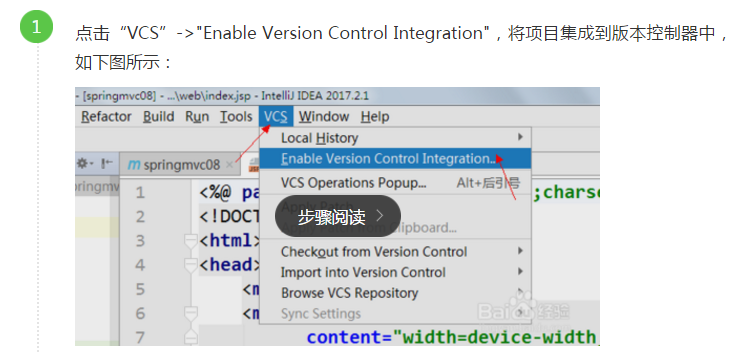 1
点击“VCS”->"Enable Version Control Integration"，将项目集成到版本控制器中，
如下图所示：
- [springmvc08] - ...\web\index.jsp - IntelliJ IDEA 2017.2.1
Refactor Build Run Tools VCS Window Help
Local History
springmvc08
Enable Version Control Integration...
1 <%@ pa ;charse
VCS Operations Popup... Alt+后引号
2 <!DOCT
步骤阅读
Clipboard...
3 <html>
4 <head>
Checkout from Version Control
Import into Version Control
5 <m
Browse VCS Repository
6 <m
Sync Settings
Baidu 经验
7 content="width=device-width,